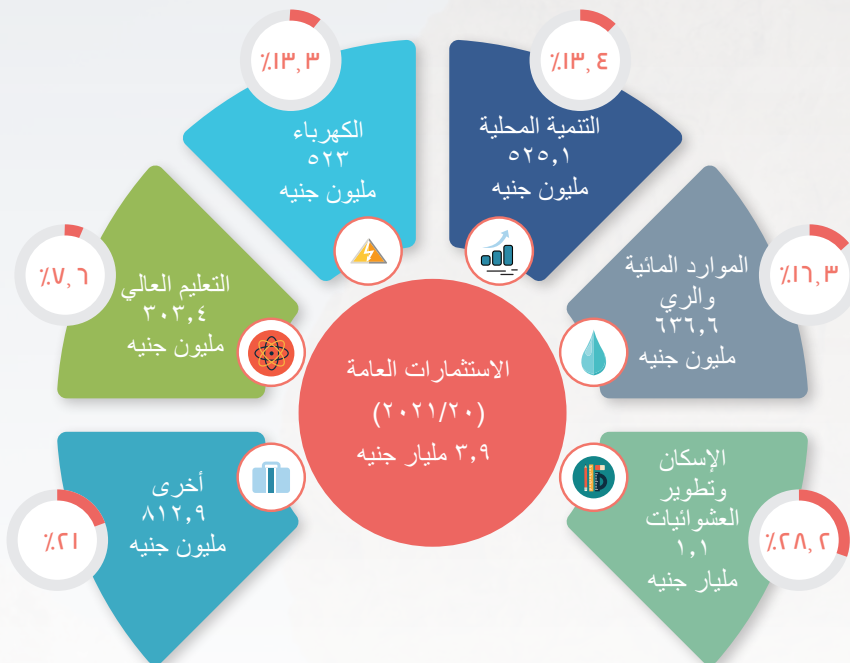 ٪١٣,٤
التنمية المحلية
٥٢٥,١
مليون جنيه
٪١٣,٣
الكهرباء
٥٢٣
مليون جنيه
٪١٦,٣
الموارد المائية
والري
٦٣٦,٦
مليون جنيه
٪٧,٦
التعليم العالي
٣٠٣,٤
مليون جنيه
الاستثمارات العامة
(٢٠٢١/٢٠)
٣,٩ مليار جنيه
٪٢٨,٢
الإسكان
وتطوير
العشوائيات
١,١
مليار جنيه
٪٢١
أخرى
٨١٢,٩
مليون جنيه